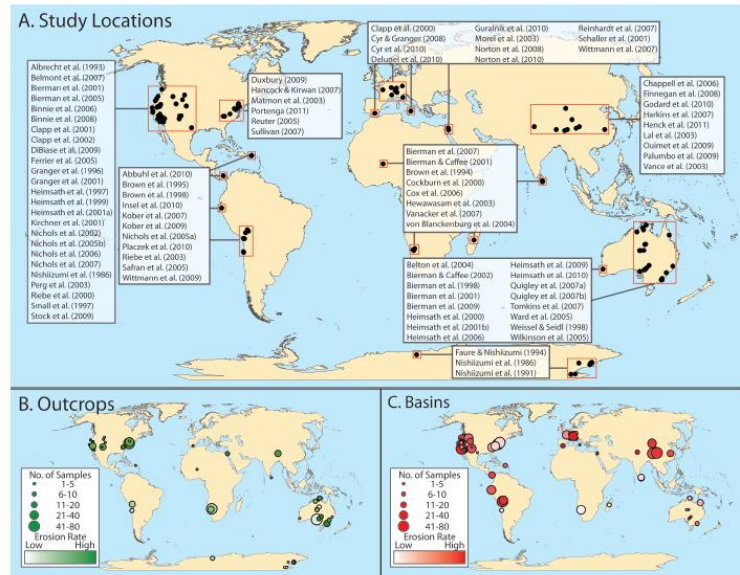 A. Study Locations
Albrecht et al. (1993)
Belmont et al. (2007)
Bierman et al. (2001)
Bierman et al. (2005)
Binnie et al. (2006)
Binnie et al. (2008)
Clapp et al. (2001)
Clapp et al. (2002)
DiBiase et al. (2009)
Ferrier et al. (2005)
Granger et al. (1996)
Granger et al. (2001)
Heimsath et al. (1997)
Heimsath et al. (1999)
Heimsath et al. (2001a)
Kirchner et al. (2001)
Nichols et al. (2002)
Nichols et al. (2005b)
Nichols et al. (2006)
Nichols et al. (2007)
Nishiizumi et al. (1986)
Perg et al. (2003)
Riebe et al. (2000)
Small et al. (1997)
Stock et al. (2009)
Duxbury (2009)
Hancock & Kirwan (2007)
Matmon et al. (2003)
Portenga (2011)
Reuter (2005)
Sullivan (2007)
Abbuhl et al. (2010)
Brown et al. (1995)
Brown et al. (1998)
Insel et al. (2010)
Kober et al. (2007)
Kober et al. (2009)
Nichols et al. (2005a)
Placzek et al. (2010)
Riebe et al. (2003)
Safran et al. (2005)
Wittmann et al. (2009)
Clapp et al. (2000)
Cyr & Granger (2008)
Cyr et al. (2010)
Delunel et al. (2010)
Guralnik et al. (2010)
Morel et al. (2003)
Norton et al. (2008)
Norton et al. (2010)
Reinhardt et al. (2007)
Schaller et al. (2001)
Wittmann et al. (2007)
Chappell et al. (2006)
Finnegan et al. (2008)
Godard et al. (2010)
Harkins et al. (2007)
Henck et al. (2011)
Lal et al. (2003)
Ouimet et al. (2009)
Palumbo et al. (2009)
Vance et al. (2003)
Bierman et al. (2007)
Bierman & Caffee (2001)
Brown et al. (1994)
Cockburn et al. (2000)
Cox et al. (2006)
Hewawasam et al. (2003)
Vanacker et al. (2007)
von Blanckenburg et al. (2004)
Belton et al. (2004)
Bierman & Caffee (2002)
Bierman et al. (1998)
Bierman et al. (2001)
Bierman et al. (2009)
Heimsath et al. (2000)
Heimsath et al. (2001b)
Heimsath et al. (2006)
Heimsath et al. (2009)
Heimsath et al. (2010)
Quigley et al. (2007a)
Quigley et al. (2007b)
Tomkins et al. (2007)
Ward et al. (2005)
Weissel & Seidl (1998)
Wilkinson et al. (2005)
Faure & Nishiizumi (1994)
Nishiizumi et al. (1986)
Nishiizumi et al. (1991)
B. Outcrops
No. of Samples
1-5
6-10
11-20
21-40
41-80
Erosion Rate
Low High
C. Basins
No. of Samples
1-5
6-10
11-20
21-40
41-80
Erosion Rate
Low High